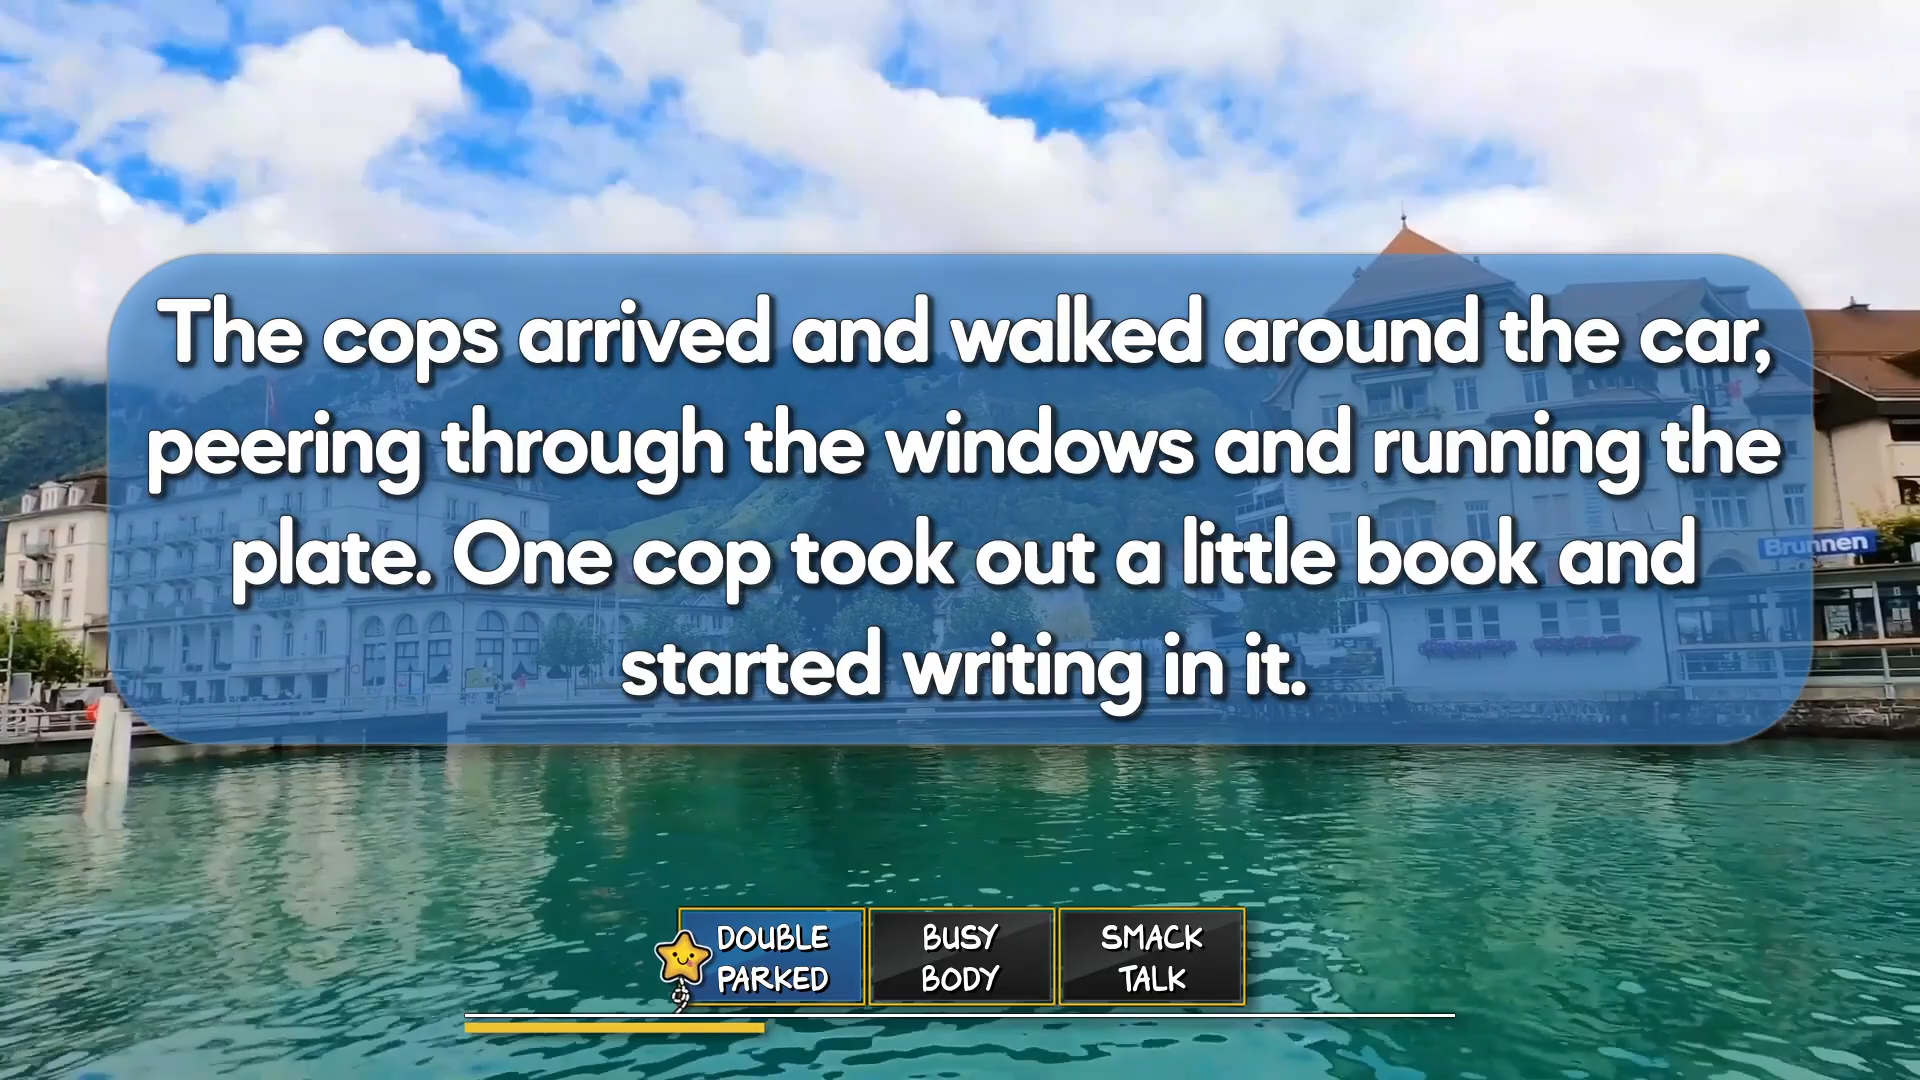 The cops arrived and walked around the car,
peering through the windows and running the
plate. One cop took out a little book and
started writing in it.
Brunnen
DOUBLE
PARKED
BUSY
BODY
SMACK
TALK